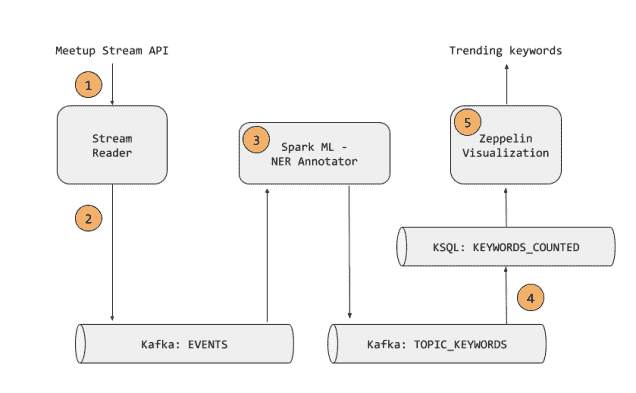 Meetup Stream API
Trending keywords
1
Stream
Reader
2
3
Spark ML -
NER Annotator
5
Zeppelin
Visualization
KSQL: KEYWORDS_COUNTED
4
Kafka: EVENTS
Kafka: TOPIC_KEYWORDS